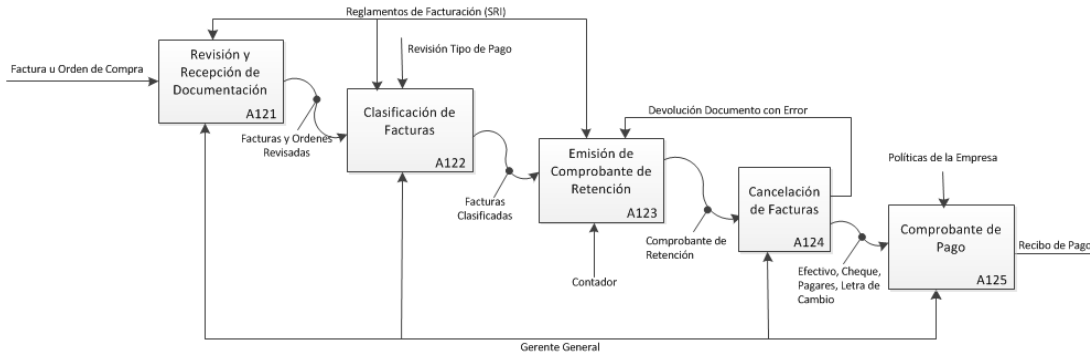 Reglamentos de Facturación (SRI)
Revisión y
Recepción de
Documentación
A121
Factura u Orden de Compra
Revisión Tipo de Pago
Facturas y Ordenes
Revisadas
Clasificación de
Facturas
A122
Devolución Documento con Error
Facturas
Clasificadas
Emisión de
Comprobante de
Retención
A123
Políticas de la Empresa
Comprobante de
Retención
Cancelación
de Facturas
A124
Contador
Efectivo, Cheque,
Pagares, Letra de
Cambio
Comprobante de
Pago
A125
Recibo de Pago
Gerente General